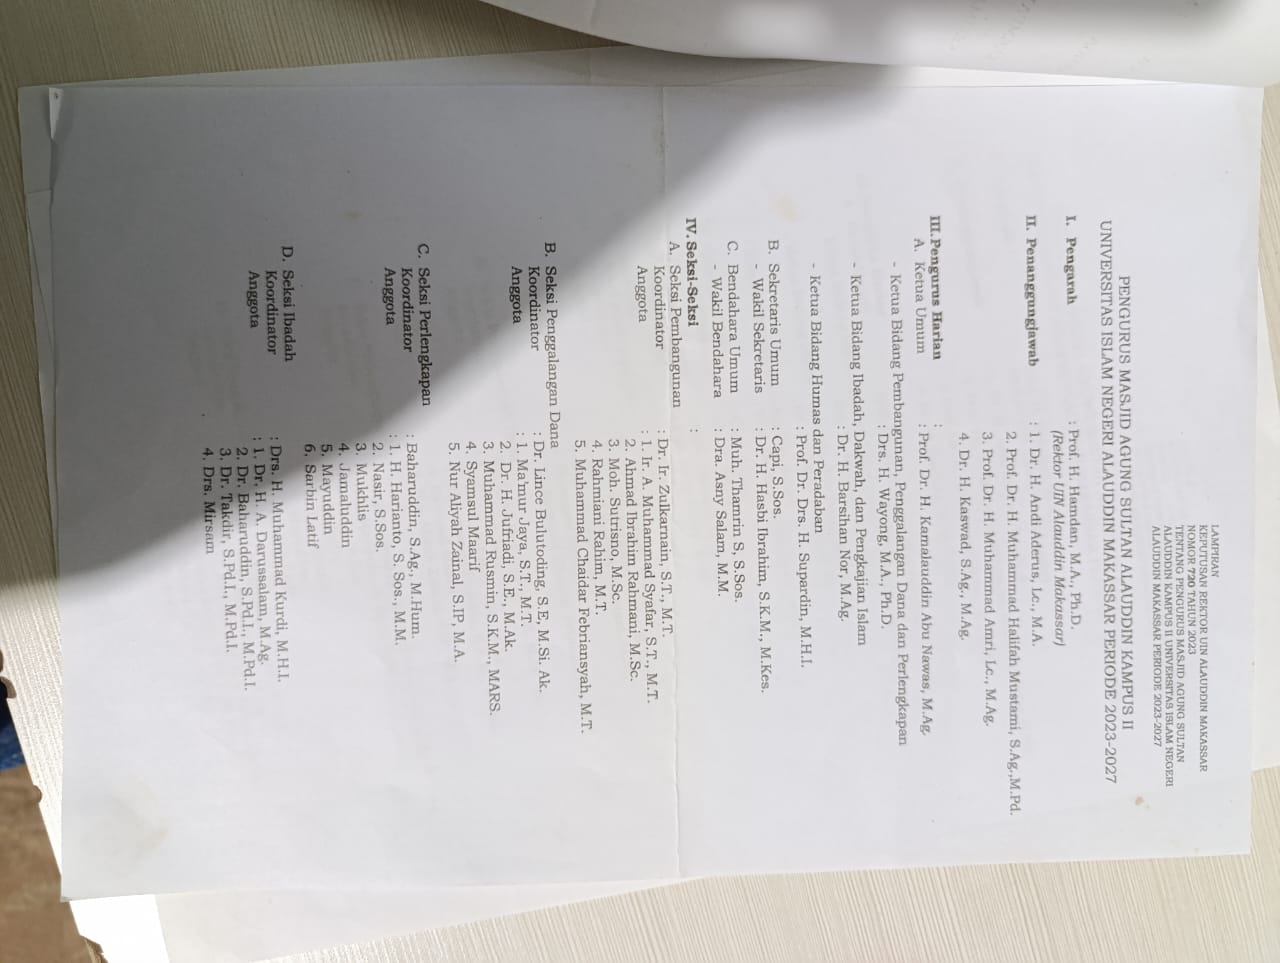 LAMPIRAN
KEPUTUSAN REKTOR UIN ALAUDDIN MAKASSAR
NOMOR 720 TAHUN 2023
TENTANG PENGURUS MASJID AGUNG SULTAN
ALAUDDIN KAMPUS II UNIVERSITAS ISLAM NEGERI
ALAUDDIN MAKASSAR PERIODE 2023-2027
PENGURUS MASJID AGUNG SULTAN ALAUDDIN KAMPUS II
UNIVERSITAS ISLAM NEGERI ALAUDDIN MAKASSAR PERIODE 2023-2027
I. Pengarah : Prof. H. Hamdan, M.A., Ph.D.
(Rektor UIN Alauddin Makassar)
II. Penanggungjawab : 1. Dr. H. Andi Aderus, Lc., M.A.
2. Prof. Dr. H. Muhammad Halifah Mustami, S.Ag.,M.Pd.
3. Prof. Dr. H. Muhammad Amri, Lc., M.Ag.
4. Dr. H. Kaswad, S.Ag., M.Ag.
III. Pengurus Harian :
A. Ketua Umum : Prof. Dr. H. Kamalauddin Abu Nawas, M.Ag.
- Ketua Bidang Pembangunan, Penggalangan Dana dan Perlengkapan
: Drs. H. Wayong, M.A., Ph.D.
- Ketua Bidang Ibadah, Dakwah, dan Pengkajian Islam
: Dr. H. Barsihan Nor, M.Ag.
- Ketua Bidang Humas dan Peradaban
: Prof. Dr. Drs. H. Supardin, M.H.I.
B. Sekretaris Umum : Capi, S.Sos.
- Wakil Sekretaris : Dr. H. Hasbi Ibrahim, S.K.M., M.Kes.
C. Bendahara Umum : Muh. Thamrin S, S.Sos.
- Wakil Bendahara : Dra. Asny Salam, M.M.
IV. Seksi-Seksi :
A. Seksi Pembangunan
Koordinator : Dr. Ir. Zulkarnain, S.T., M.T.
Anggota : 1. Ir. A. Muhammad Syafar, S.T., M.T.
2. Ahmad Ibrahim Rahmani, M.Sc.
3. Moh. Sutrisno, M.Sc.
4. Rahmiani Rahim, M.T.
5. Muhammad Chaidar Febriansyah, M.T.
B. Seksi Penggalangan Dana
Koordinator : Dr. Lince Bulutoding, S.E, M.Si. Ak.
Anggota : 1. Ma'mur Jaya, S.T., M.T.
2. Dr. H. Jufriadi, S.E., M.Ak.
3. Muhammad Rusmin, S.K.M., MARS.
4. Syamsul Maarif
5. Nur Aliyah Zainal, S.IP, M.A.
C. Seksi Perlengkapan
Koordinator : Baharudin, S.Ag., M.Hum.
Anggota : 1. H. Harianto, S. Sos., M.M.
2. Nasir, S.Sos.
3. Mukhlis
4. Jamaluddin
5. Mayuddin
6. Sarbin Latif
D. Seksi Ibadah
Koordinator : Drs. H. Muhammad Kurdi, M.H.I.
Anggota : 1. Dr. H. A. Darussalam, M.Ag.
2. Dr. Baharuddin, S.Pd.I., M.Pd.I.
3. Dr. Takdir, S.Pd.I., M.Pd.I.
4. Drs. Mirsam